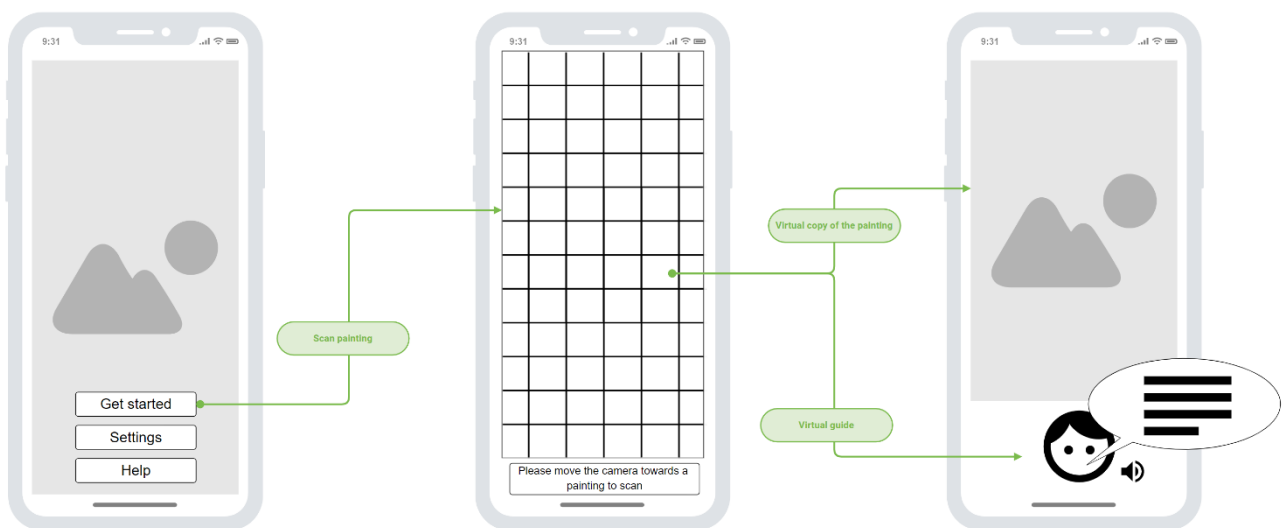 9:31
Get started
Settings
Help
Scan painting
9:31
Please move the camera towards a
painting to scan
Virtual copy of the painting
Virtual guide
9:31